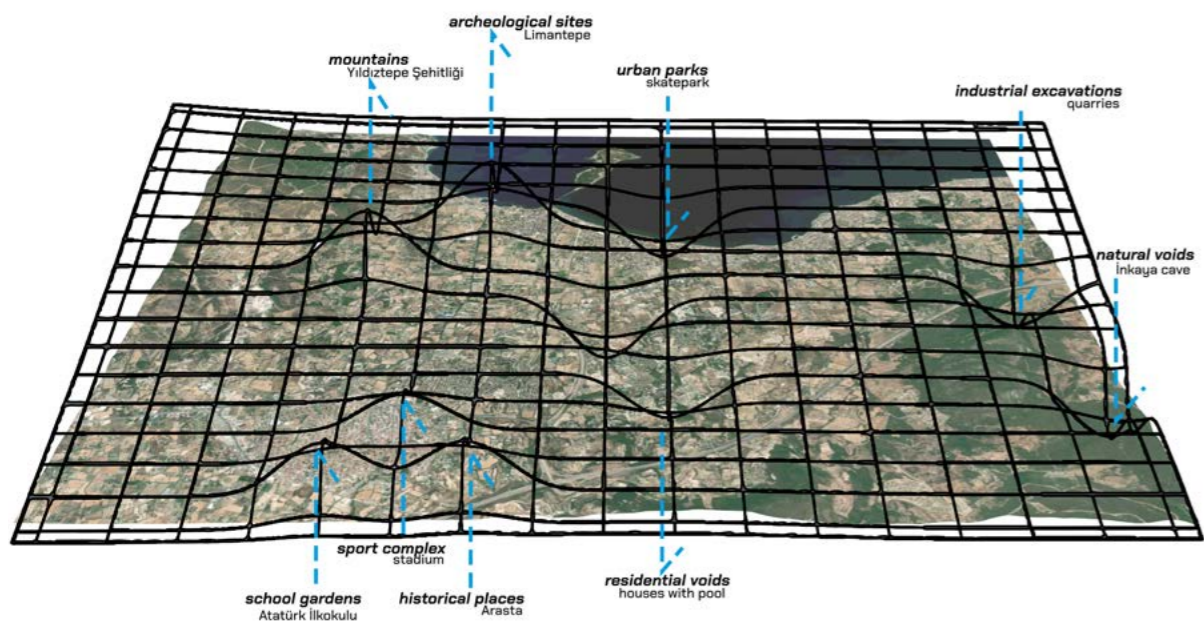 archeological sites
Limantepe
mountains
Yıldıztepe Şehitliği
urban parks
skatepark
industrial excavations
quarries
natural voids
İnkaya cave
sport complex
stadium
school gardens
Atatürk İlkokulu
historical places
Arasta
residential voids
houses with pool